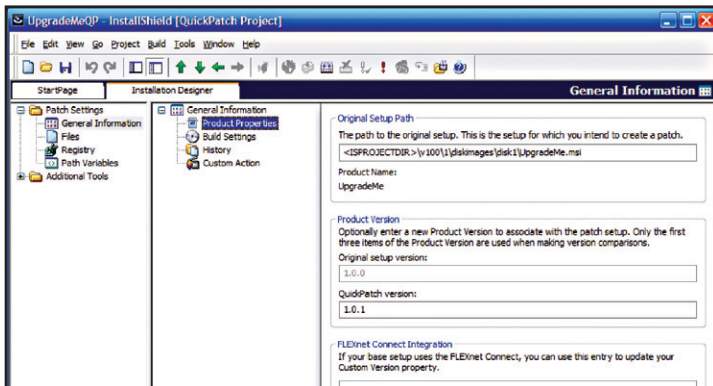 UpgradeMeQP - InstallShield [QuickPatch Project]
File Edit View Go Project Build Tools Window Help
StartPage
Installation Designer
General Information
Patch Settings
General Information
Files
Registry
Path Variables
Additional Tools
General Information
Product Properties
Build Settings
History
Custom Action
Original Setup Path
The path to the original setup. This is the setup for which you intend to create a patch.
<ISPROJECTDIR>\v100\1\diskimages\disk1\UpgradeMe.msi
Product Name:
UpgradeMe
Product Version
Optionally enter a new Product Version to associate with the patch setup. Only the first
three items of the Product Version are used when making version comparisons.
Original setup version:
1.0.0
QuickPatch version:
1.0.1
FLEXnet Connect Integration
If your base setup uses the FLEXnet Connect, you can use this entry to update your
Custom Version property.